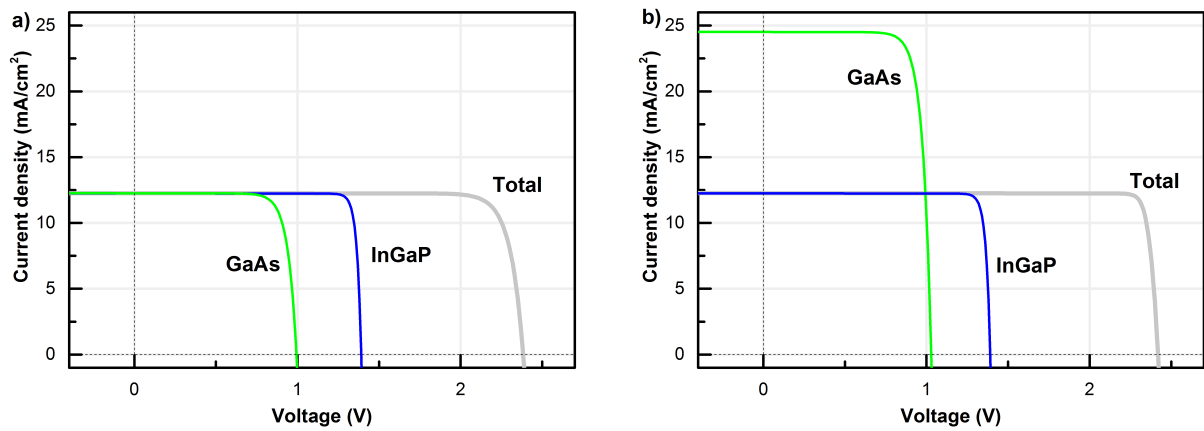 a)
Current density (mA/cm²)
25
20
15
10
5
0
Total
GaAs
InGaP
0
1
2
Voltage (V)
b)
Current density (mA/cm²)
25
20
15
10
5
0
GaAs
Total
InGaP
0
1
2
Voltage (V)